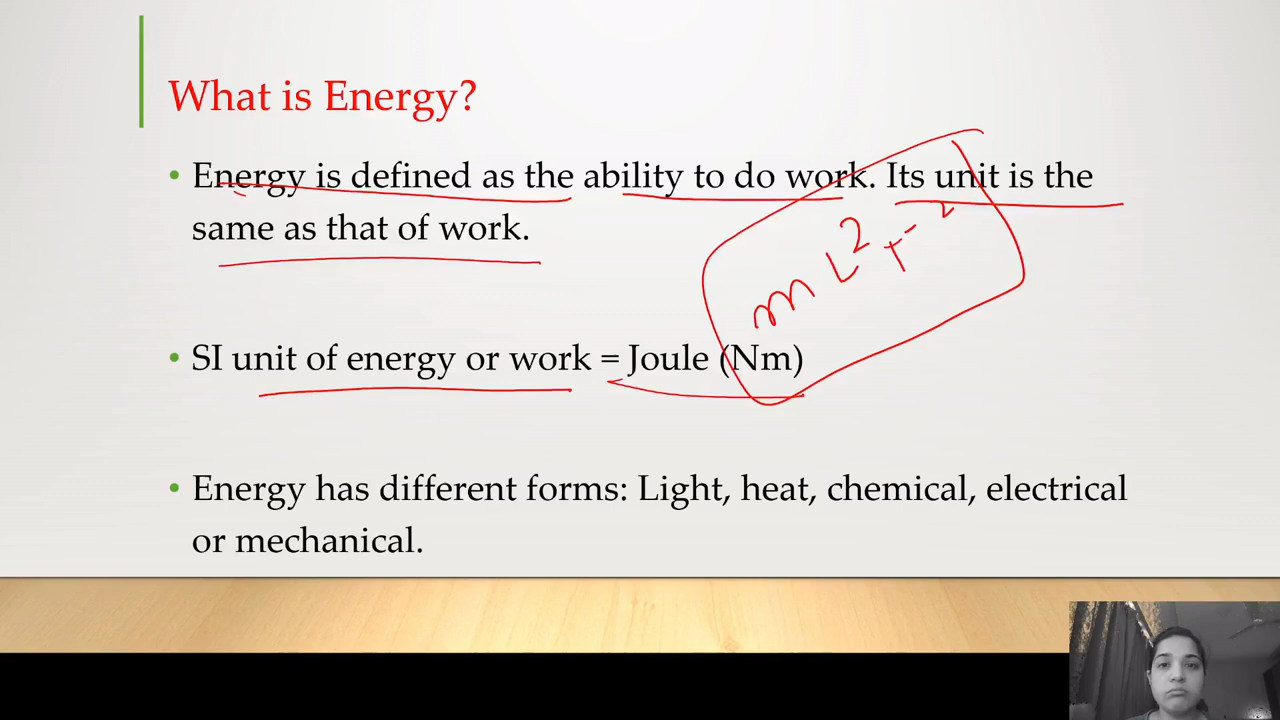 What is Energy?
• Energy is defined as the ability to do work. Its unit is the
same as that of work.
m L² T⁻²
• SI unit of energy or work = Joule (Nm)
• Energy has different forms: Light, heat, chemical, electrical
or mechanical.